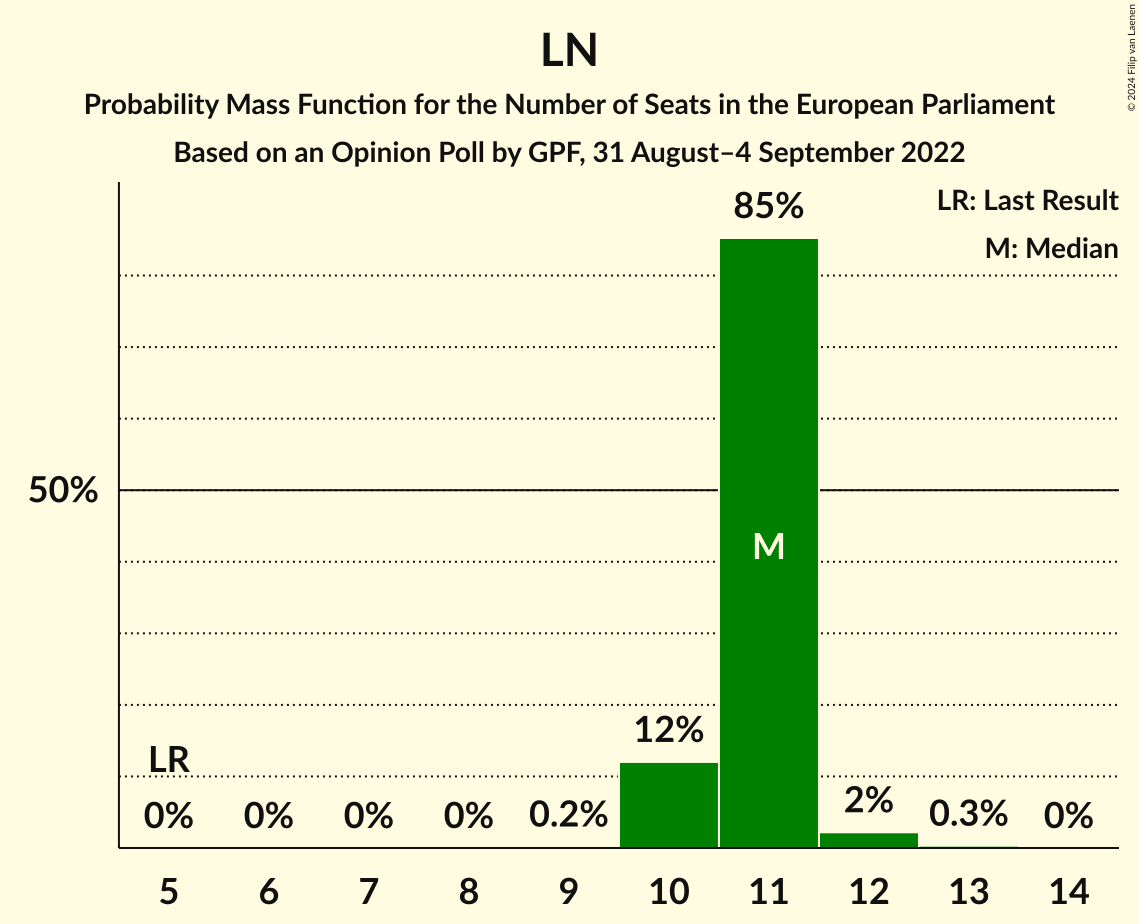 LN
Probability Mass Function for the Number of Seats in the European Parliament
Based on an Opinion Poll by GPF, 31 August–4 September 2022
© 2024 Filip van Laenen
LR: Last Result
M: Median
85%
50%
M
12%
LR
0% 0% 0% 0% 0.2% 2% 0.3% 0%
5 6 7 8 9 10 11 12 13 14